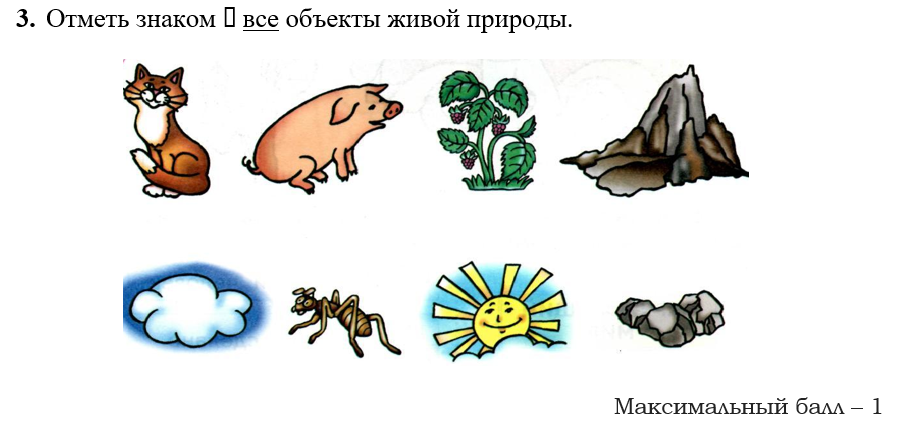 3. Отметь знаком ▯ все объекты живой природы.
Максимальный балл – 1